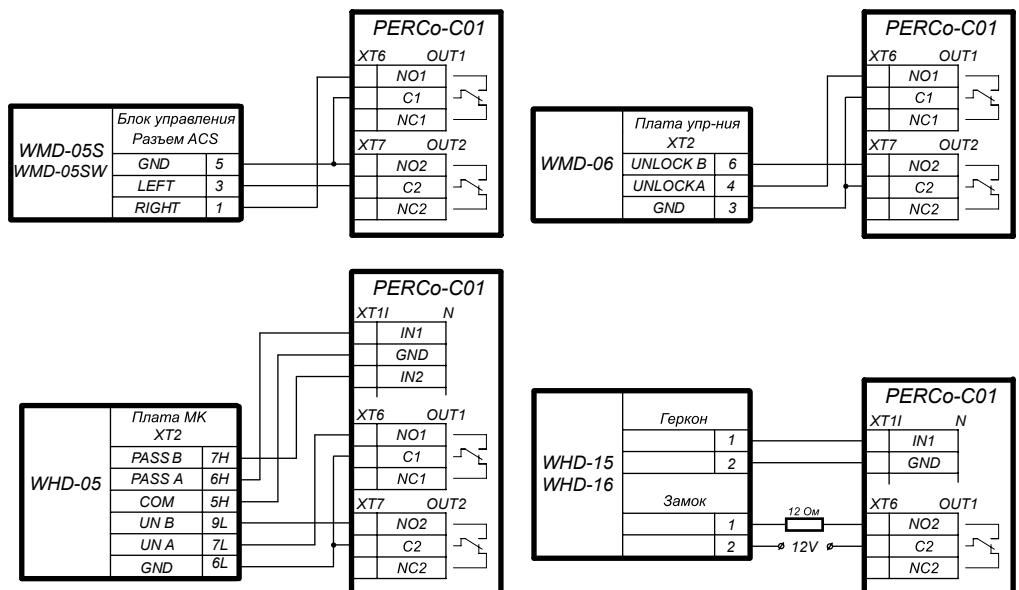 PERCo-C01
XT6 OUT1
NO1
C1
NC1
XT7 OUT2
NO2
C2
NC2
WMD-05S
WMD-05SW
Блок управления
Разъем ACS
GND 5
LEFT 3
RIGHT 1
PERCo-C01
XT6 OUT1
NO1
C1
NC1
XT7 OUT2
NO2
C2
NC2
WMD-06
Плата упр-ния
XT2
UNLOCK B 6
UNLOCKA 4
GND 3
PERCo-C01
XT1I N
IN1
GND
IN2
XT6 OUT1
NO1
C1
NC1
XT7 OUT2
NO2
C2
NC2
WHD-05
Плата МК
XT2
PASS B 7H
PASS A 6H
COM 5H
UN B 9L
UN A 7L
GND 6L
PERCo-C01
XT1I N
IN1
GND
XT6 OUT1
NO2
C2
NC2
WHD-15
WHD-16
Геркон
1
2
Замок
1
2
12 Ом
12V